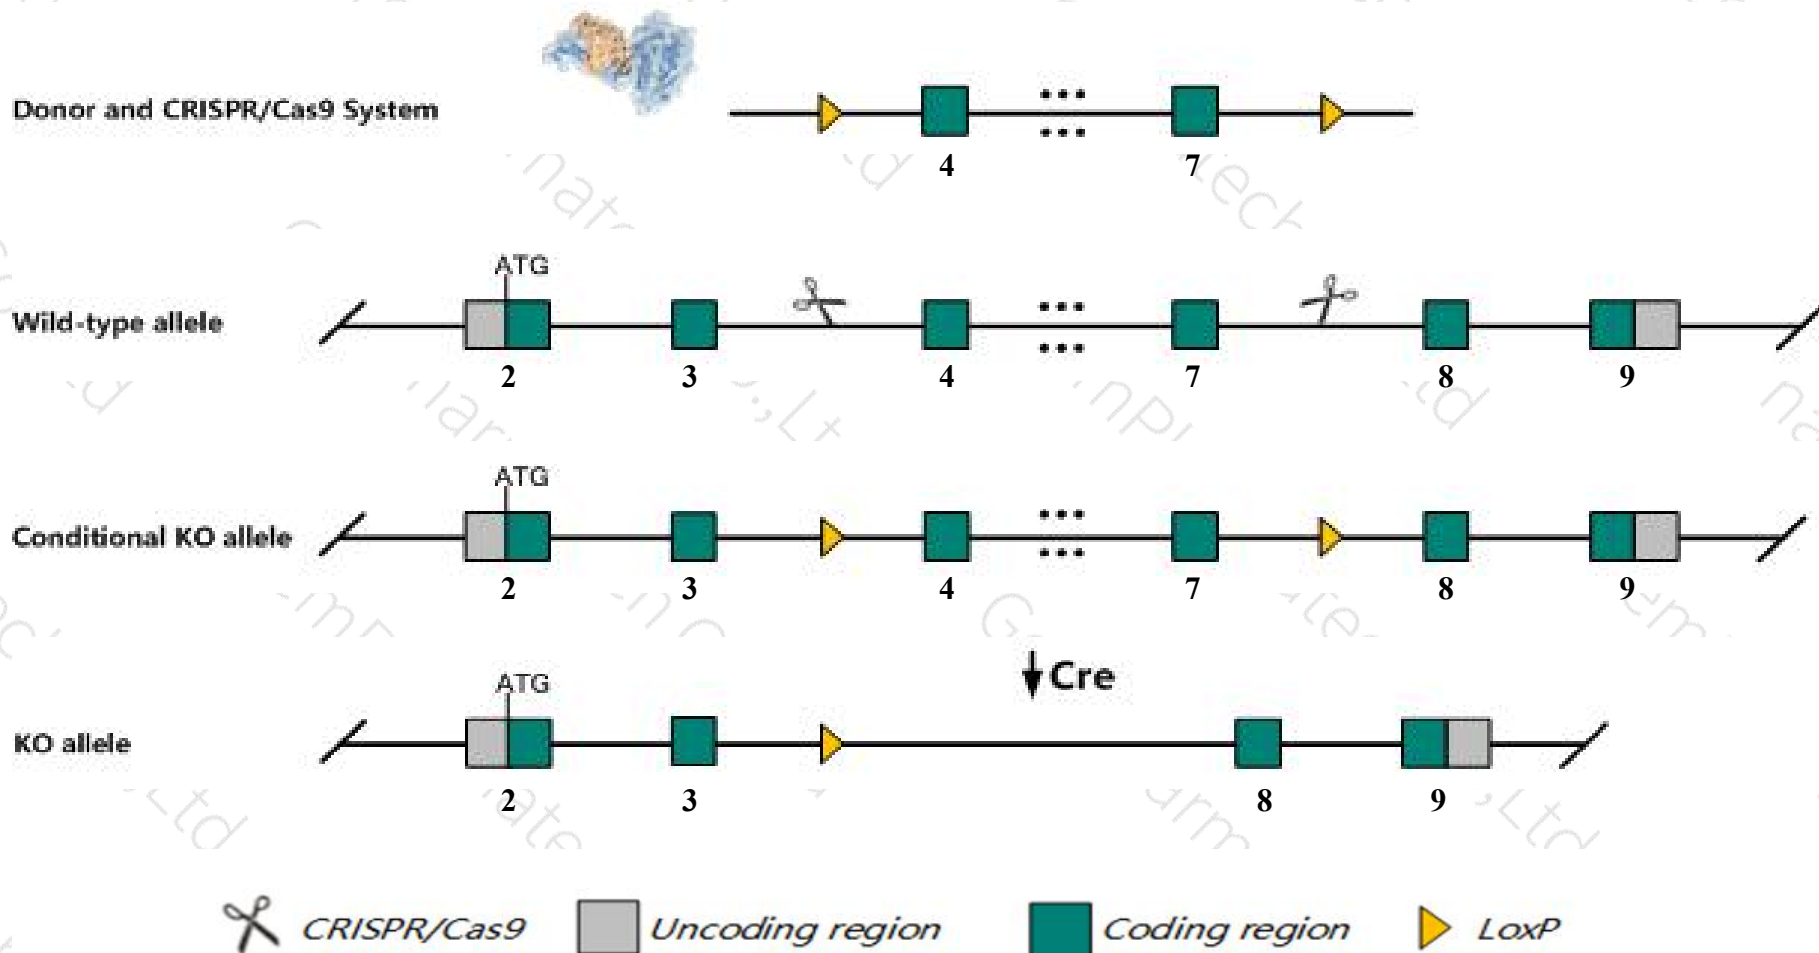 Donor and CRISPR/Cas9 System
4 7
ATG
Wild-type allele
2 3 4 7 8 9
ATG
Conditional KO allele
2 3 4 7 8 9
Cre
ATG
KO allele
2 3 8 9
CRISPR/Cas9 Uncoding region Coding region LoxP